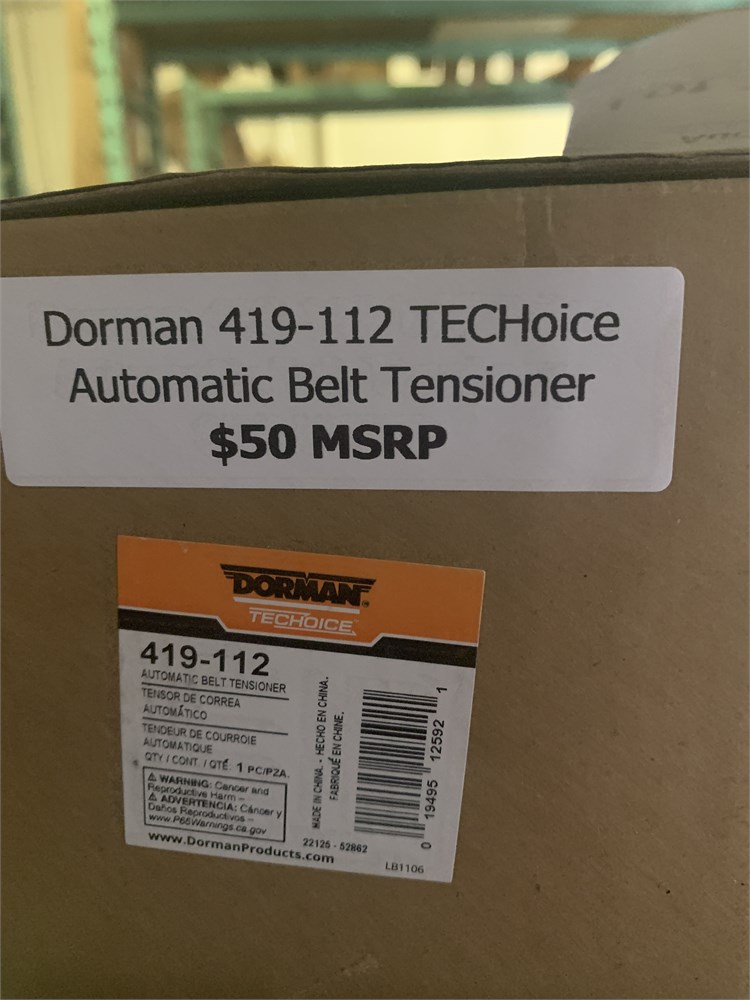 Dorman 419-112 TECHoice
Automatic Belt Tensioner
$50 MSRP
DORMAN
TECHOICE
419-112
AUTOMATIC BELT TENSIONER
TENSOR DE CORREA
AUTOMÁTICO
TENDEUR DE COURROIE
AUTOMATIQUE
QTY / CONT. / QTÉ. 1 PC/PZA.
⚠ WARNING: Cancer and
Reproductive Harm –
⚠ ADVERTENCIA: Cáncer y
Daños Reproductivos –
www.P65Warnings.ca.gov
www.DormanProducts.com
MADE IN CHINA. - HECHO EN CHINA.
FABRIQUÉ EN CHINE.
0 19495 12592 1
22125 - 52862
LB1106